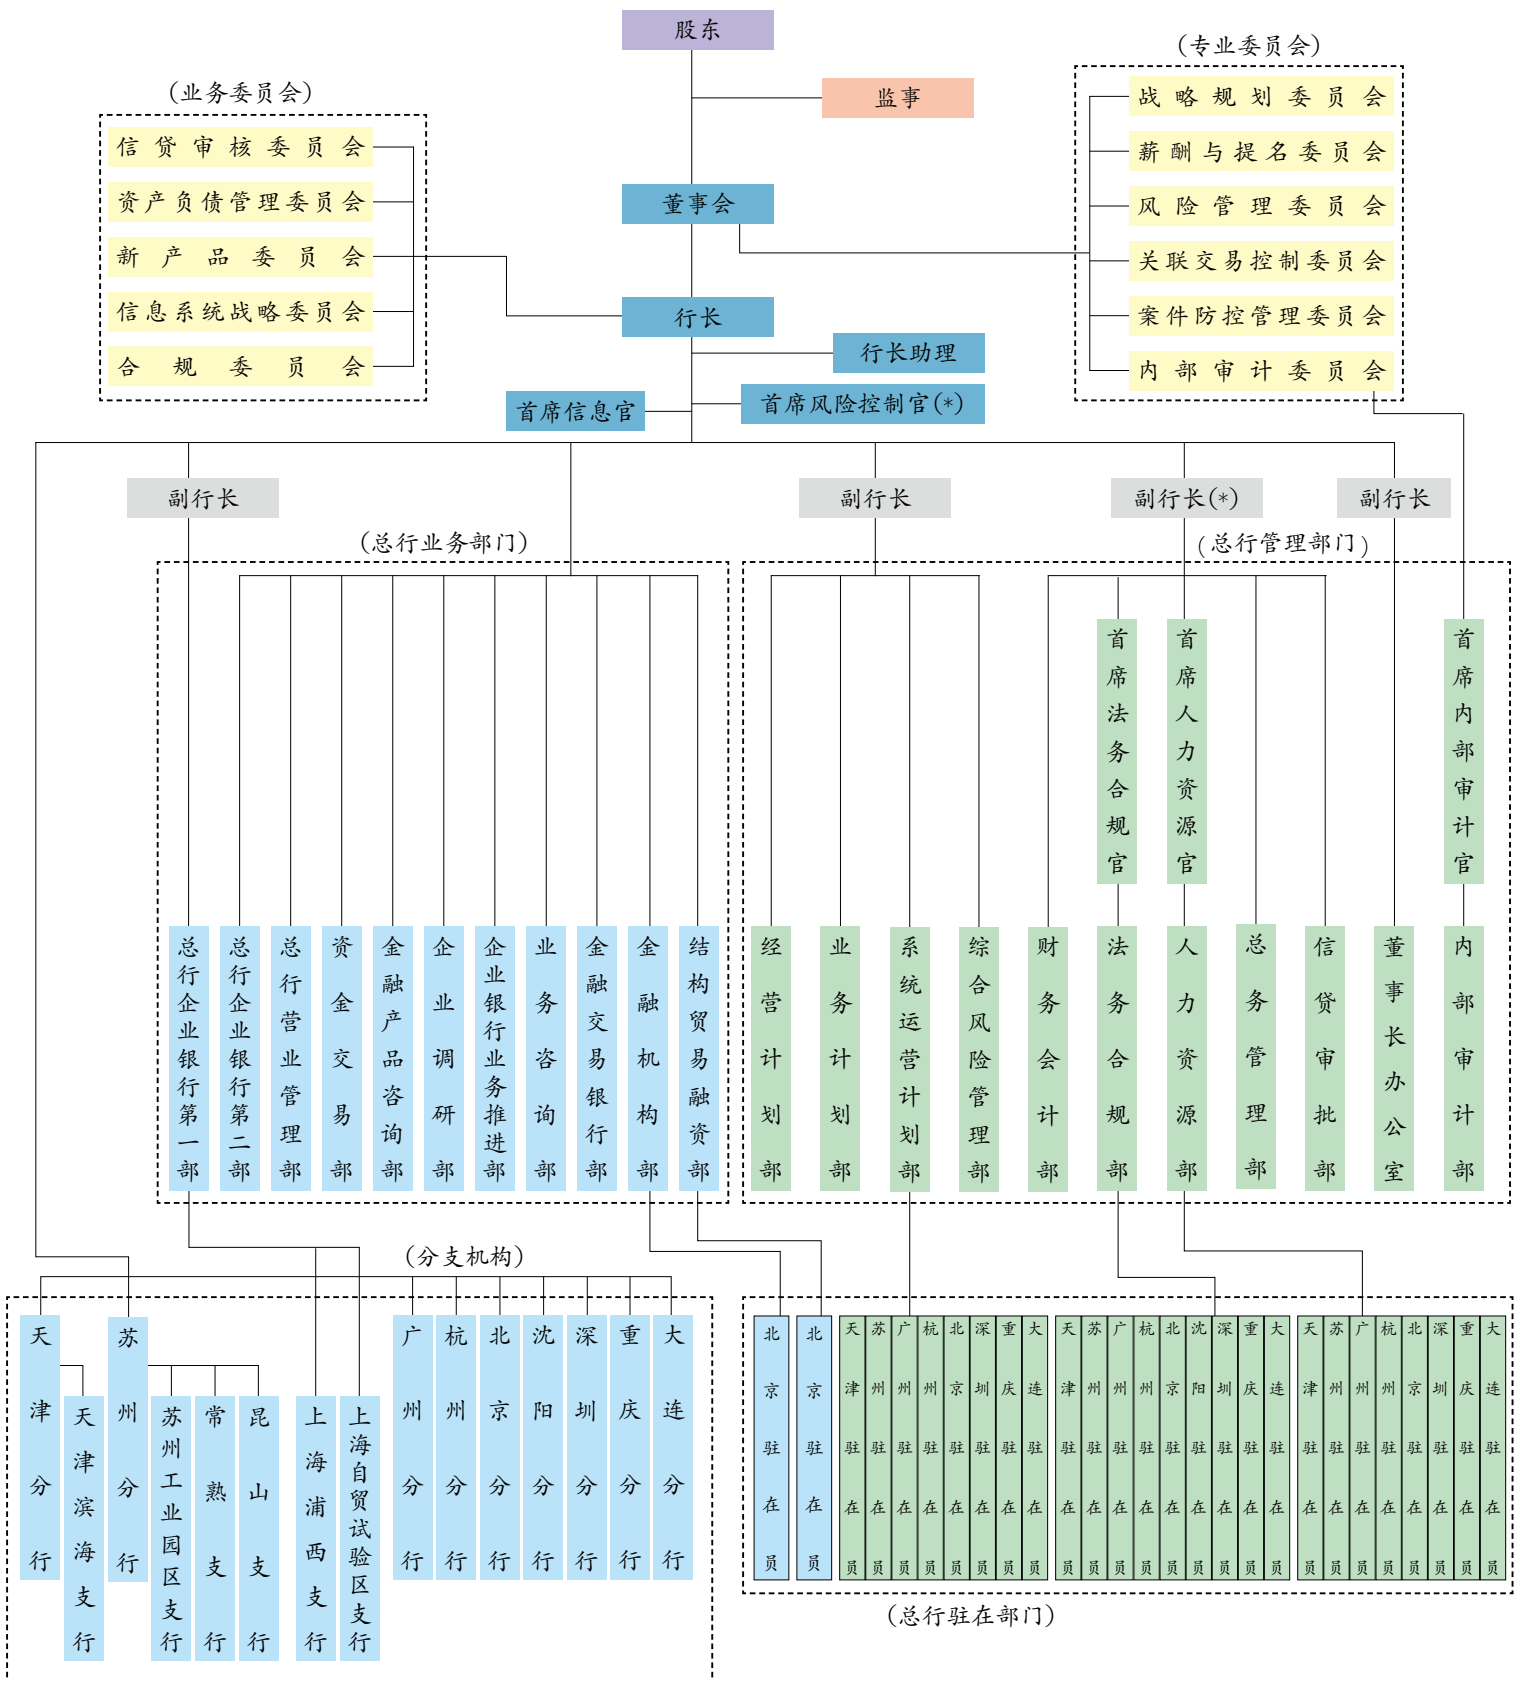 股东
监事
(专业委员会)
战略规划委员会
薪酬与提名委员会
风险管理委员会
关联交易控制委员会
案件防控管理委员会
内部审计委员会
(业务委员会)
信贷审核委员会
资产负债管理委员会
新产品委员会
信息系统战略委员会
合规委员会
董事会
行长
行长助理
首席信息官
首席风险控制官(*)
副行长
副行长
副行长(*)
副行长
(总行业务部门)
(总行管理部门)
首席法务合规官
首席人力资源官
首席内部审计官
总行企业银行第一部
总行企业银行第二部
总行营业管理部
资金交易部
金融产品咨询部
企业调研部
企业银行业务推进部
业务咨询部
金融交易银行部
金融机构部
结构贸易融资部
经营计划部
业务计划部
系统运营计划部
综合风险管理部
财务会计部
法务合规部
人力资源部
总务管理部
信贷审批部
董事长办公室
内部审计部
(分支机构)
天津分行
天津滨海支行
苏州分行
苏州工业园区支行
常熟支行
昆山支行
上海浦西支行
上海自贸试验区支行
广州分行
杭州分行
北京分行
沈阳分行
深圳分行
重庆分行
大连分行
北京驻在员
北京驻在员
天津驻在员
苏州驻在员
广州驻在员
杭州驻在员
北京驻在员
深圳驻在员
重庆驻在员
大连驻在员
天津驻在员
苏州驻在员
广州驻在员
杭州驻在员
北京驻在员
沈阳驻在员
深圳驻在员
重庆驻在员
大连驻在员
天津驻在员
苏州驻在员
广州驻在员
杭州驻在员
北京驻在员
深圳驻在员
重庆驻在员
大连驻在员
(总行驻在部门)